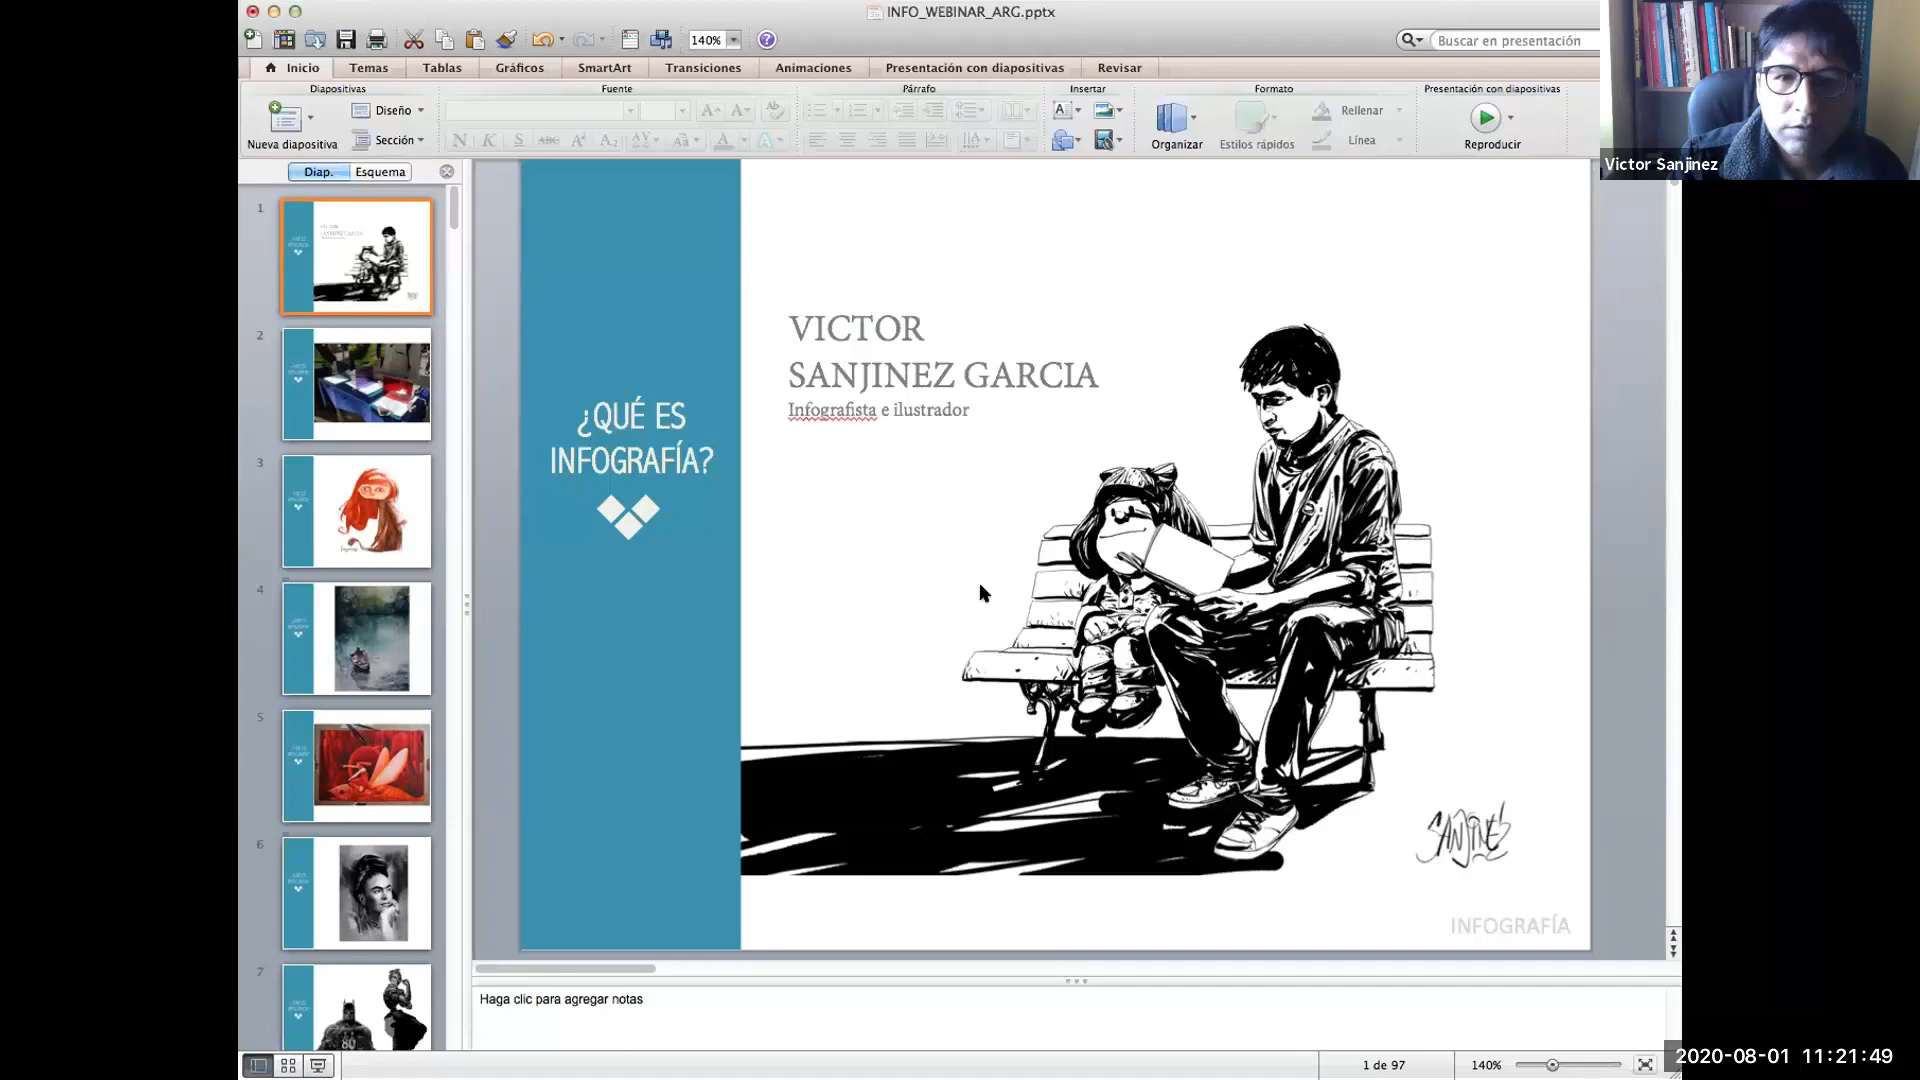 INFO_WEBINAR_ARG.pptx
140%
Buscar en presentación
Inicio
Temas
Tablas
Gráficos
SmartArt
Transiciones
Animaciones
Presentación con diapositivas
Revisar
Diapositivas
Fuente
Párrafo
Insertar
Formato
Presentación con diapositivas
Nueva diapositiva
Diseño
Sección
Organizar
Estilos rápidos
Rellenar
Línea
Reproducir
Victor Sanjinez
Diap.
Esquema
1
2
3
4
5
6
7
¿QUÉ ES
INFOGRAFÍA?
VICTOR
SANJINEZ GARCIA
Infografista e ilustrador
SANJINEZ
INFOGRAFÍA
Haga clic para agregar notas
1 de 97
140%
2020-08-01 11:21:49